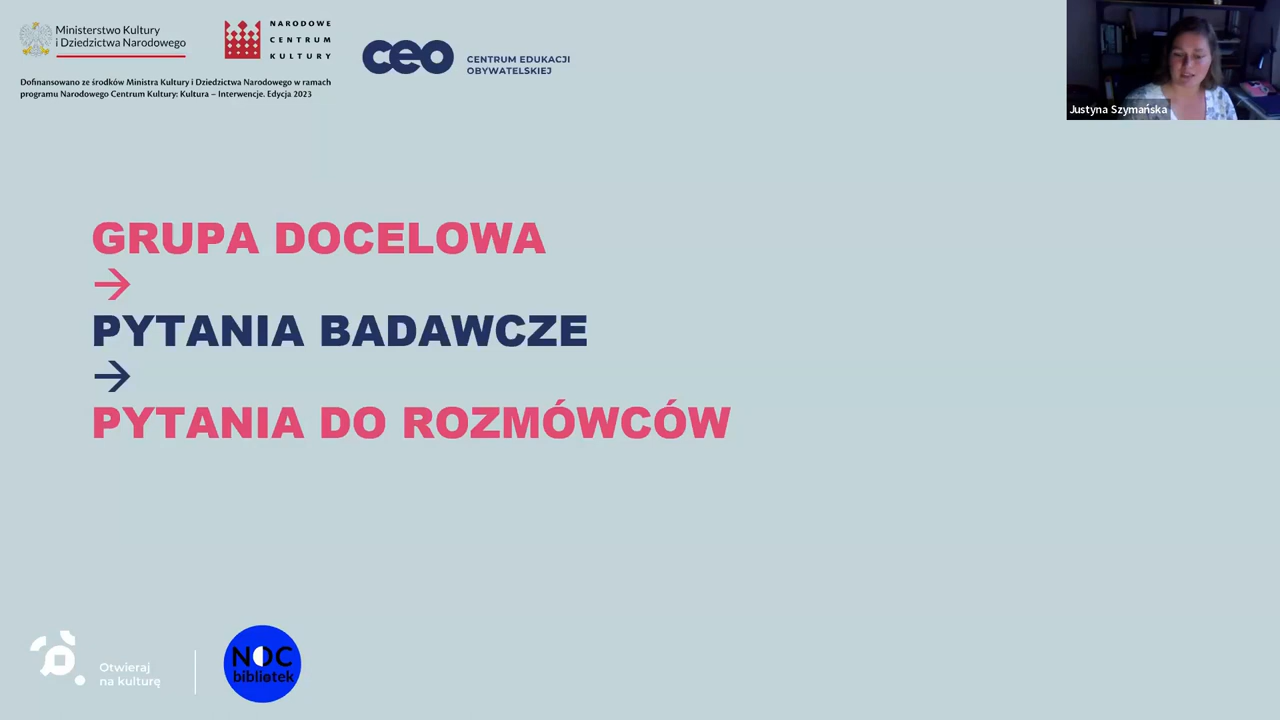 Ministerstwo Kultury
i Dziedzictwa Narodowego
NARODOWE
CENTRUM
KULTURY
ceo
CENTRUM EDUKACJI
OBYWATELSKIEJ
Dofinansowano ze środków Ministra Kultury i Dziedzictwa Narodowego w ramach
programu Narodowego Centrum Kultury: Kultura – Interwencje. Edycja 2023
Justyna Szymańska
GRUPA DOCELOWA
→
PYTANIA BADAWCZE
→
PYTANIA DO ROZMÓWCÓW
Otwieraj
na kulturę
NOC
bibliotek